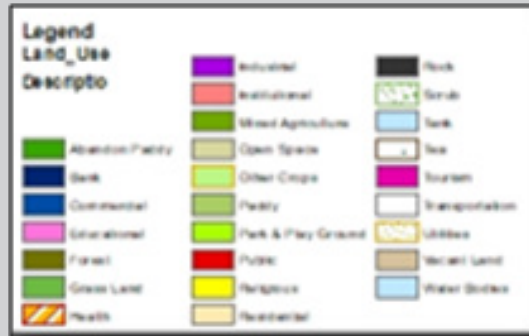 Legend
Land_Use
Descriptio
Abandon Paddy
Bank
Commercial
Educational
Forest
Grass Land
Health
Industrial
Institutional
Mixed Agriculture
Open Space
Other Crops
Paddy
Park & Play Ground
Public
Religious
Residential
Rock
Scrub
Tank
Tea
Tourism
Transportation
Utilities
Vacant Land
Water Bodies